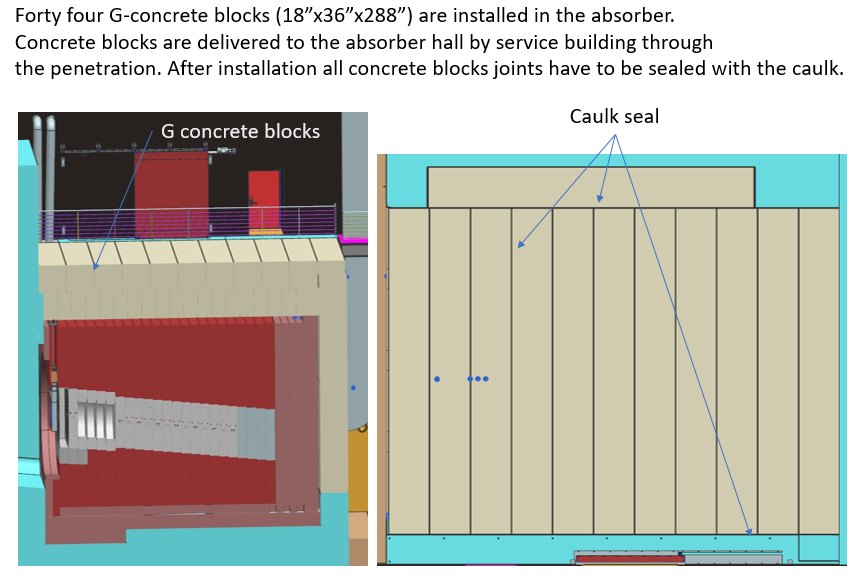 Forty four G-concrete blocks (18”x36”x288”) are installed in the absorber.
Concrete blocks are delivered to the absorber hall by service building through
the penetration. After installation all concrete blocks joints have to be sealed with the caulk.
G concrete blocks
Caulk seal